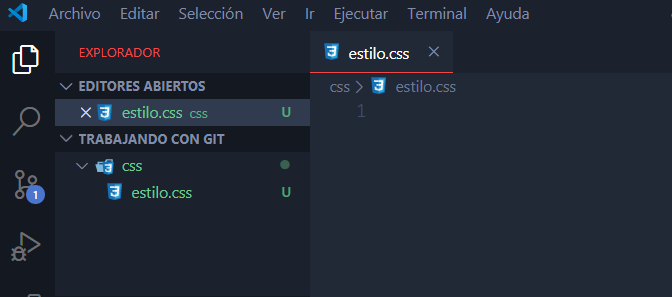 Archivo Editar Selección Ver Ir Ejecutar Terminal Ayuda
EXPLORADOR
EDITORES ABIERTOS
estilo.css css U
TRABAJANDO CON GIT
css
estilo.css U
1
estilo.css
css > estilo.css
1